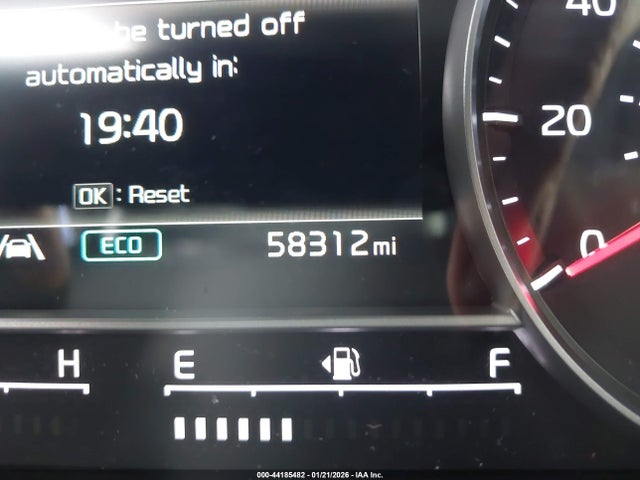 be turned off
automatically in:
19:40
OK : Reset
ECO
58312 mi
40
20
0
H
E
F
000-44185482 - 01/21/2026 - IAA Inc.